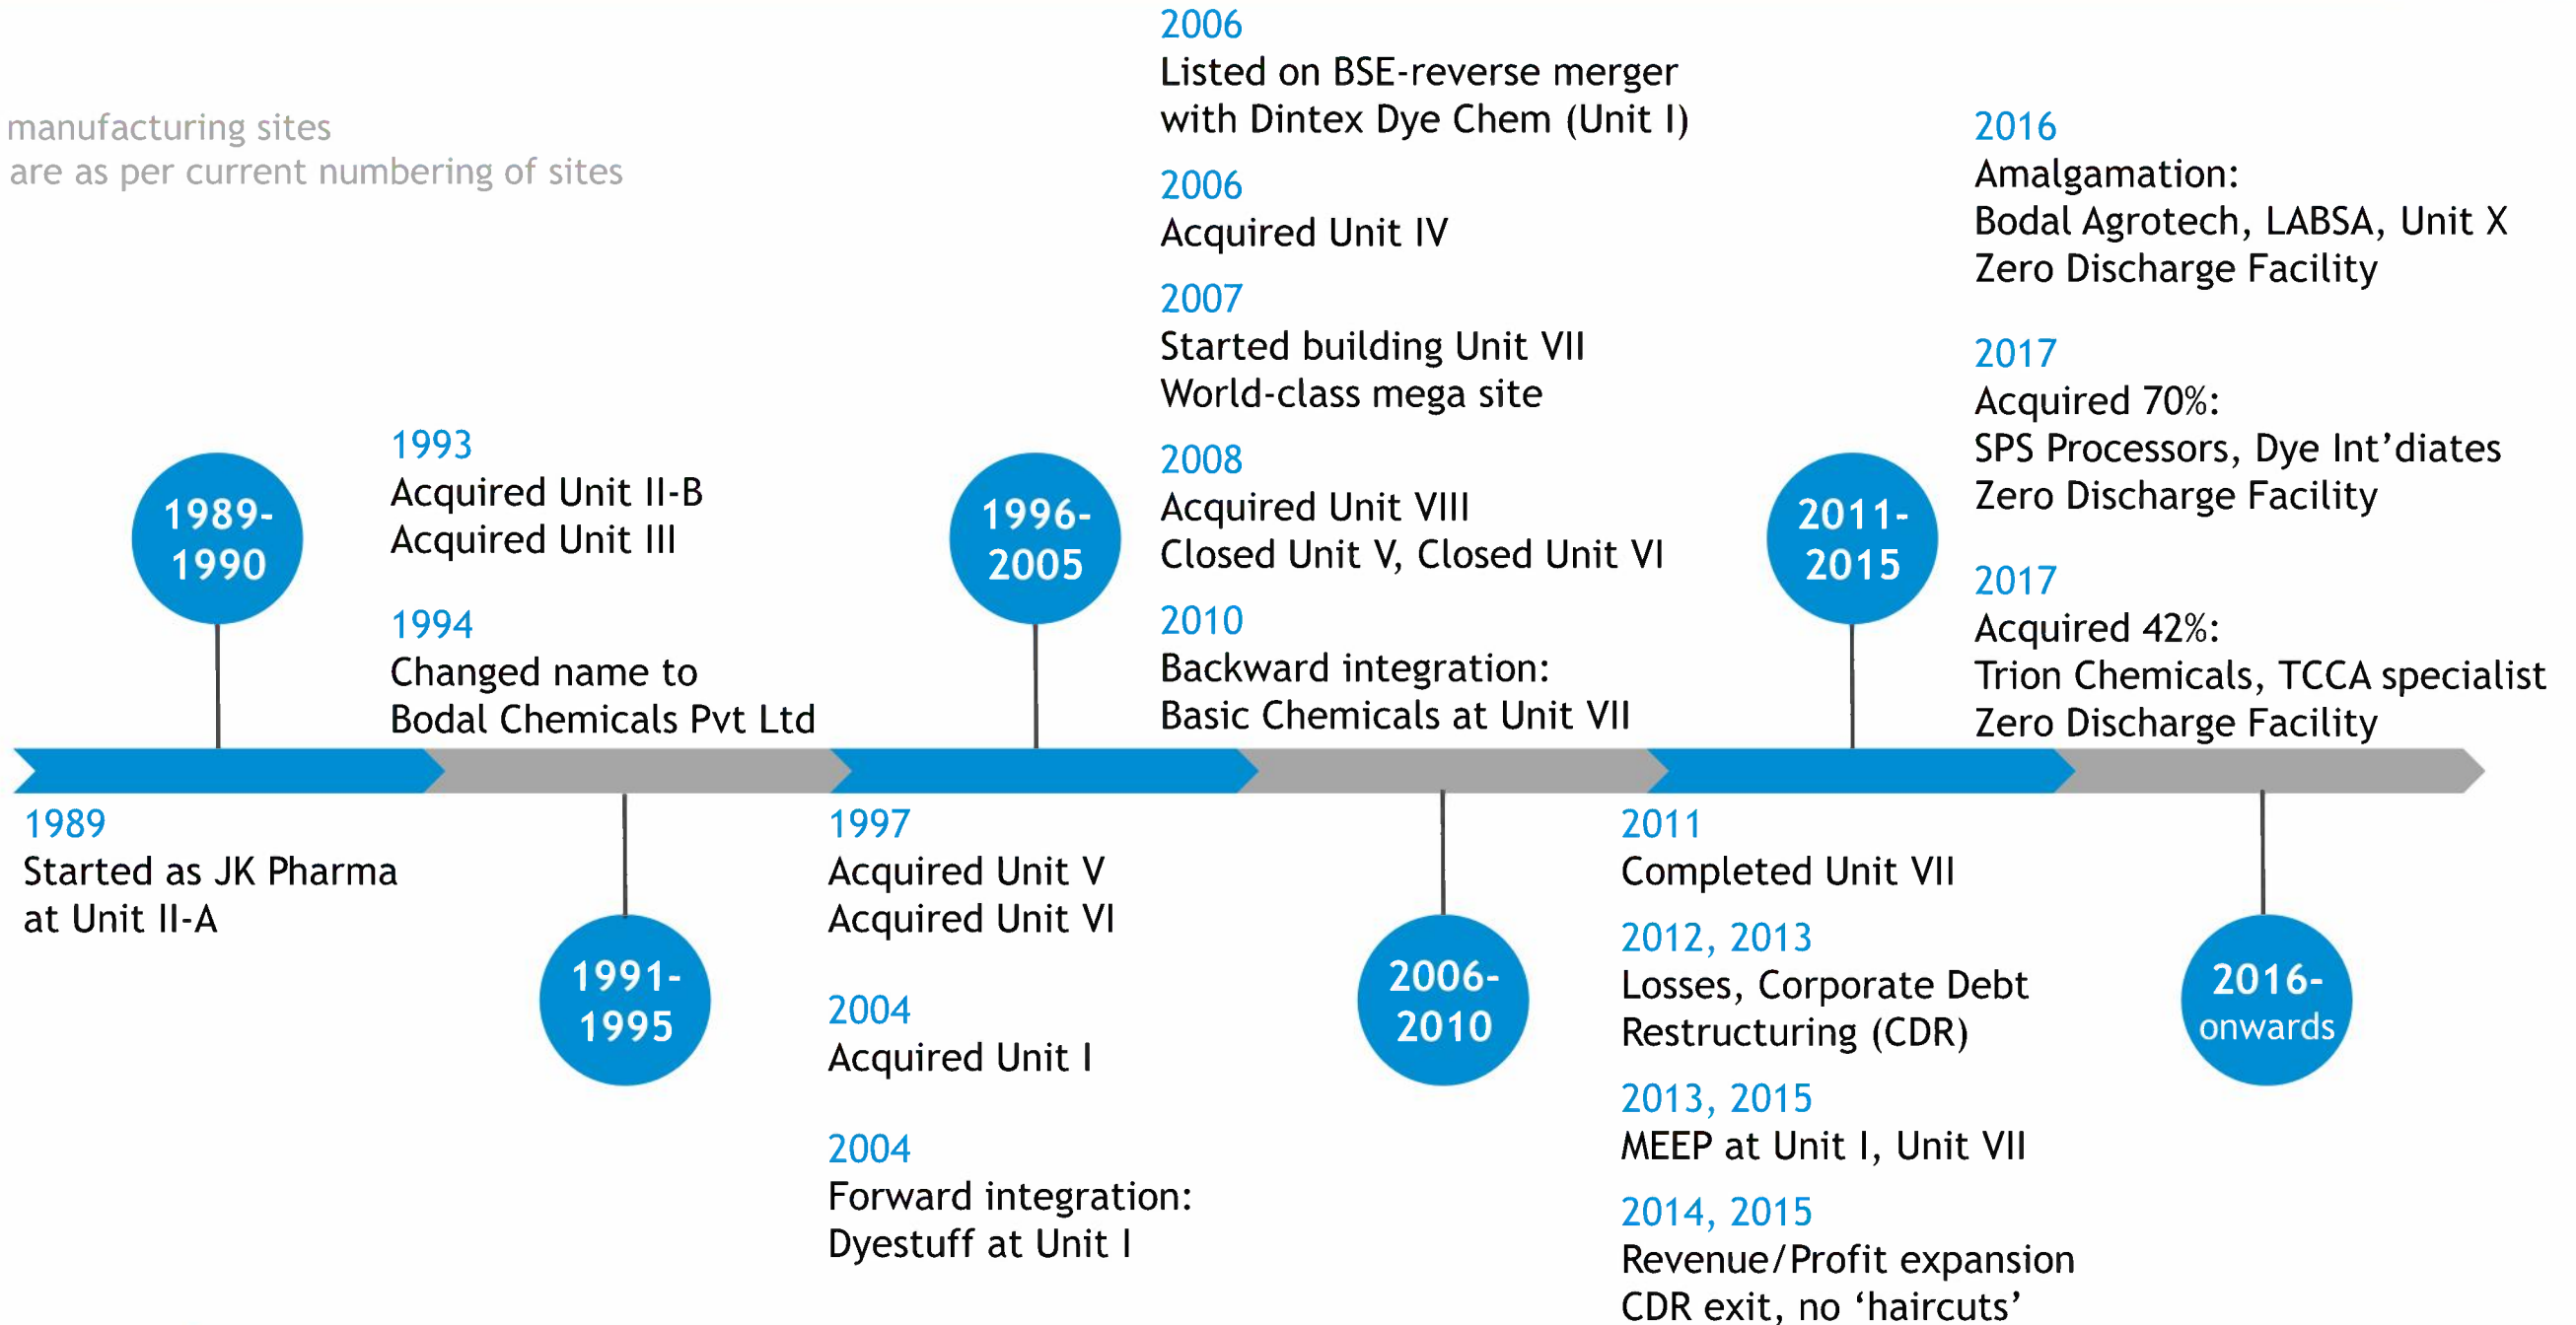 manufacturing sites
are as per current numbering of sites
1989-
1990
1989
Started as JK Pharma
at Unit II-A
1991-
1995
1993
Acquired Unit II-B
Acquired Unit III
1994
Changed name to
Bodal Chemicals Pvt Ltd
1996-
2005
1997
Acquired Unit V
Acquired Unit VI
2004
Acquired Unit I
2004
Forward integration:
Dyestuff at Unit I
2006-
2010
2006
Listed on BSE-reverse merger
with Dintex Dye Chem (Unit I)
2006
Acquired Unit IV
2007
Started building Unit VII
World-class mega site
2008
Acquired Unit VIII
Closed Unit V, Closed Unit VI
2010
Backward integration:
Basic Chemicals at Unit VII
2011-
2015
2011
Completed Unit VII
2012, 2013
Losses, Corporate Debt
Restructuring (CDR)
2013, 2015
MEEP at Unit I, Unit VII
2014, 2015
Revenue/Profit expansion
CDR exit, no ‘haircuts’
2016-
onwards
2016
Amalgamation:
Bodal Agrotech, LABSA, Unit X
Zero Discharge Facility
2017
Acquired 70%:
SPS Processors, Dye Int’diates
Zero Discharge Facility
2017
Acquired 42%:
Trion Chemicals, TCCA specialist
Zero Discharge Facility